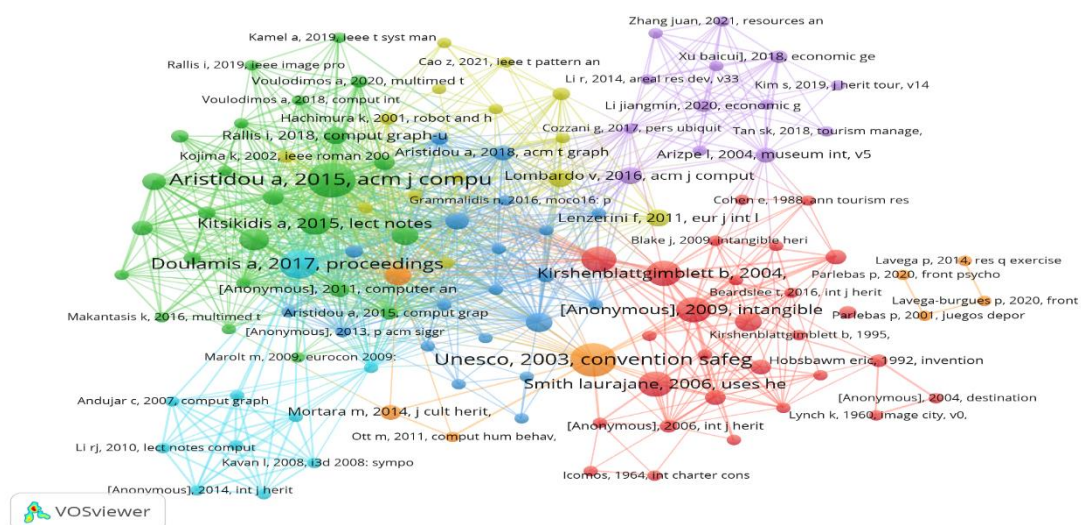 Zhang juan, 2021, resources an
Kamel a, 2019, ieee t syst man
Cao z, 2021, ieee t pattern an
Xu baicui], 2018, economic ge
Rallis i, 2019, ieee image pro
Voulodimos a, 2020, multimed t
Li r, 2014, areal res dev, v33
Kim s, 2019, j herit tour, v14
Voulodimos a, 2018, comput int
Li jiangmin, 2020, economic g
Hachimura k, 2001, robot and h
Rallis i, 2018, comput graph-u
Cozzani g, 2017, pers ubiquit
Tan sk, 2018, tourism manage,
Kojima k, 2002, ieee roman 200
Aristidou a, 2018, acm t graph
Arizpe l, 2004, museum int, v5
Aristidou a, 2015, acm j compu
Lombardo v, 2016, acm j comput
Grammalidis n, 2016, moco16: p
Cohen e, 1988, ann tourism res
Kitsikidis a, 2015, lect notes
Lenzerini f, 2011, eur j int l
Blake j, 2009, intangible heri
Doulamis a, 2017, proceedings
Kirshenblattgimblett b, 2004,
Lavega p, 2014, res q exercise
Parlebas p, 2020, front psycho
[Anonymous], 2011, computer an
Beardslee t, 2016, int j herit
Lavega-burgues p, 2020, front
Makantasis k, 2016, multimed t
Aristidou a, 2015, comput grap
[Anonymous], 2009, intangible
Parlebas p, 2001, juegos depor
[Anonymous], 2013, p acm siggr
Kirshenblattgimblett b, 1995,
Marolt m, 2009, eurocon 2009:
Unesco, 2003, convention safeg
Hobsbawm eric, 1992, invention
Smith laurajane, 2006, uses he
Andujar c, 2007, comput graph
Mortara m, 2014, j cult herit,
[Anonymous], 2004, destination
Lynch k, 1960, image city, v0,
[Anonymous], 2006, int j herit
Ott m, 2011, comput hum behav,
Li rj, 2010, lect notes comput
Kavan l, 2008, i3d 2008: sympo
Icomos, 1964, int charter cons
[Anonymous], 2014, int j herit
VOSviewer